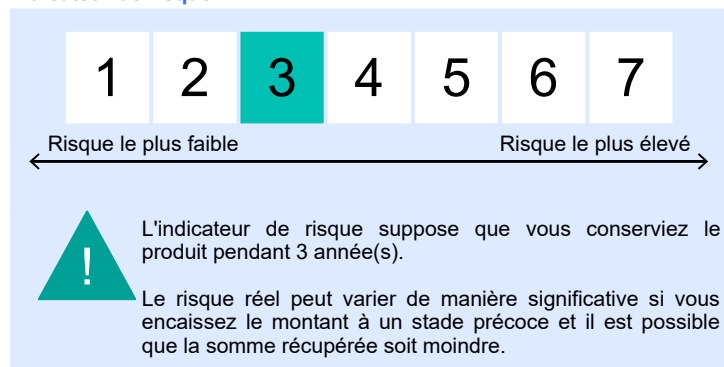 1 2 3 4 5 6 7
Risque le plus faible Risque le plus élevé
!
L'indicateur de risque suppose que vous conserviez le
produit pendant 3 année(s).
Le risque réel peut varier de manière significative si vous
encaissez le montant à un stade précoce et il est possible
que la somme récupérée soit moindre.